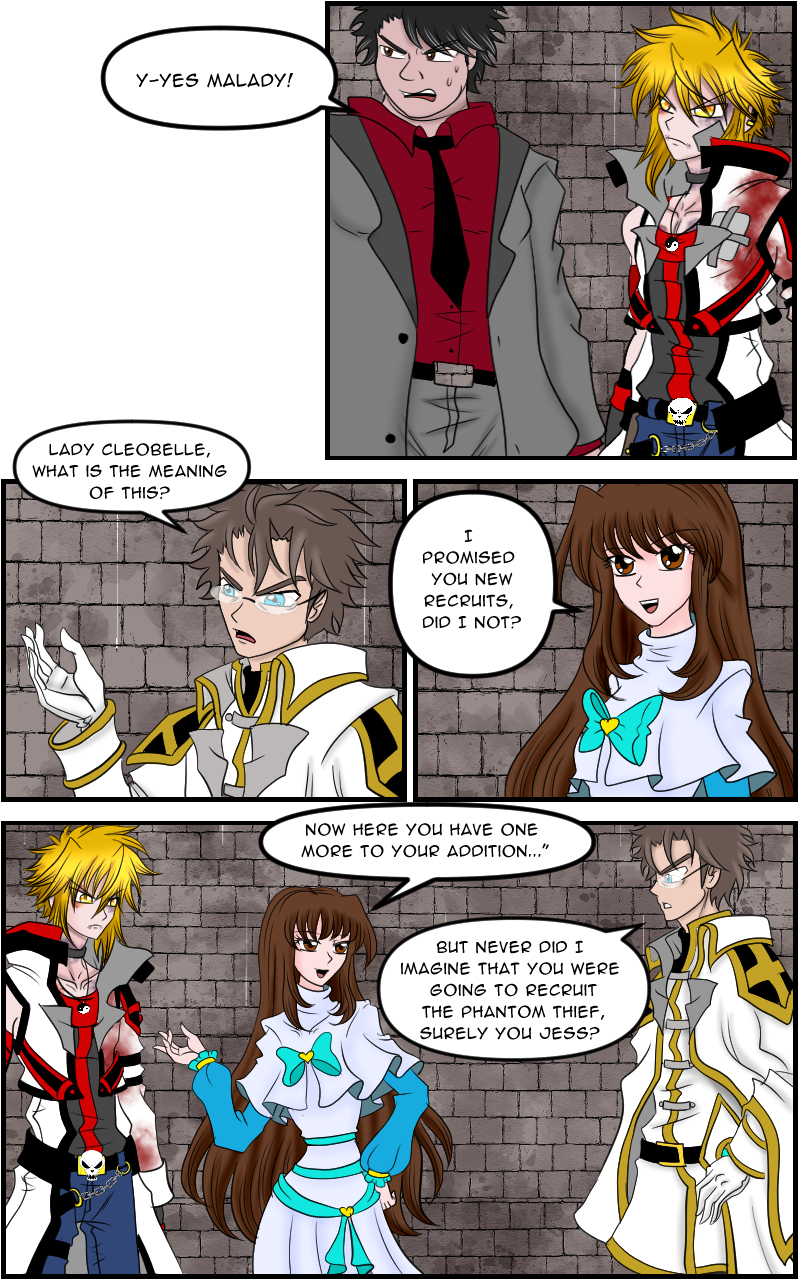 Y-YES MALADY!
LADY CLEOBELLE,
WHAT IS THE MEANING
OF THIS?
I
PROMISED
YOU NEW
RECRUITS,
DID I NOT?
NOW HERE YOU HAVE ONE
MORE TO YOUR ADDITION..."
BUT NEVER DID I
IMAGINE THAT YOU WERE
GOING TO RECRUIT
THE PHANTOM THIEF,
SURELY YOU JESS?